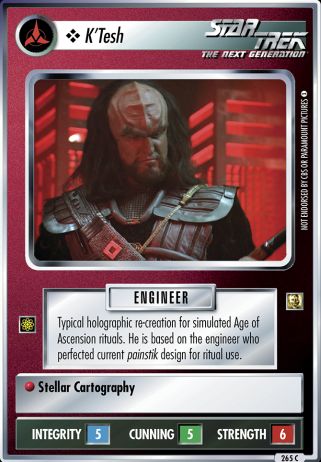 ❖ K'Tesh
STAR TREK
THE NEXT GENERATION
NOT ENDORSED BY CBS OR PARAMOUNT PICTURES
ENGINEER
Typical holographic re-creation for simulated Age of
Ascension rituals. He is based on the engineer who
perfected current painstik design for ritual use.
Stellar Cartography
INTEGRITY 5 CUNNING 5 STRENGTH 6
265 C